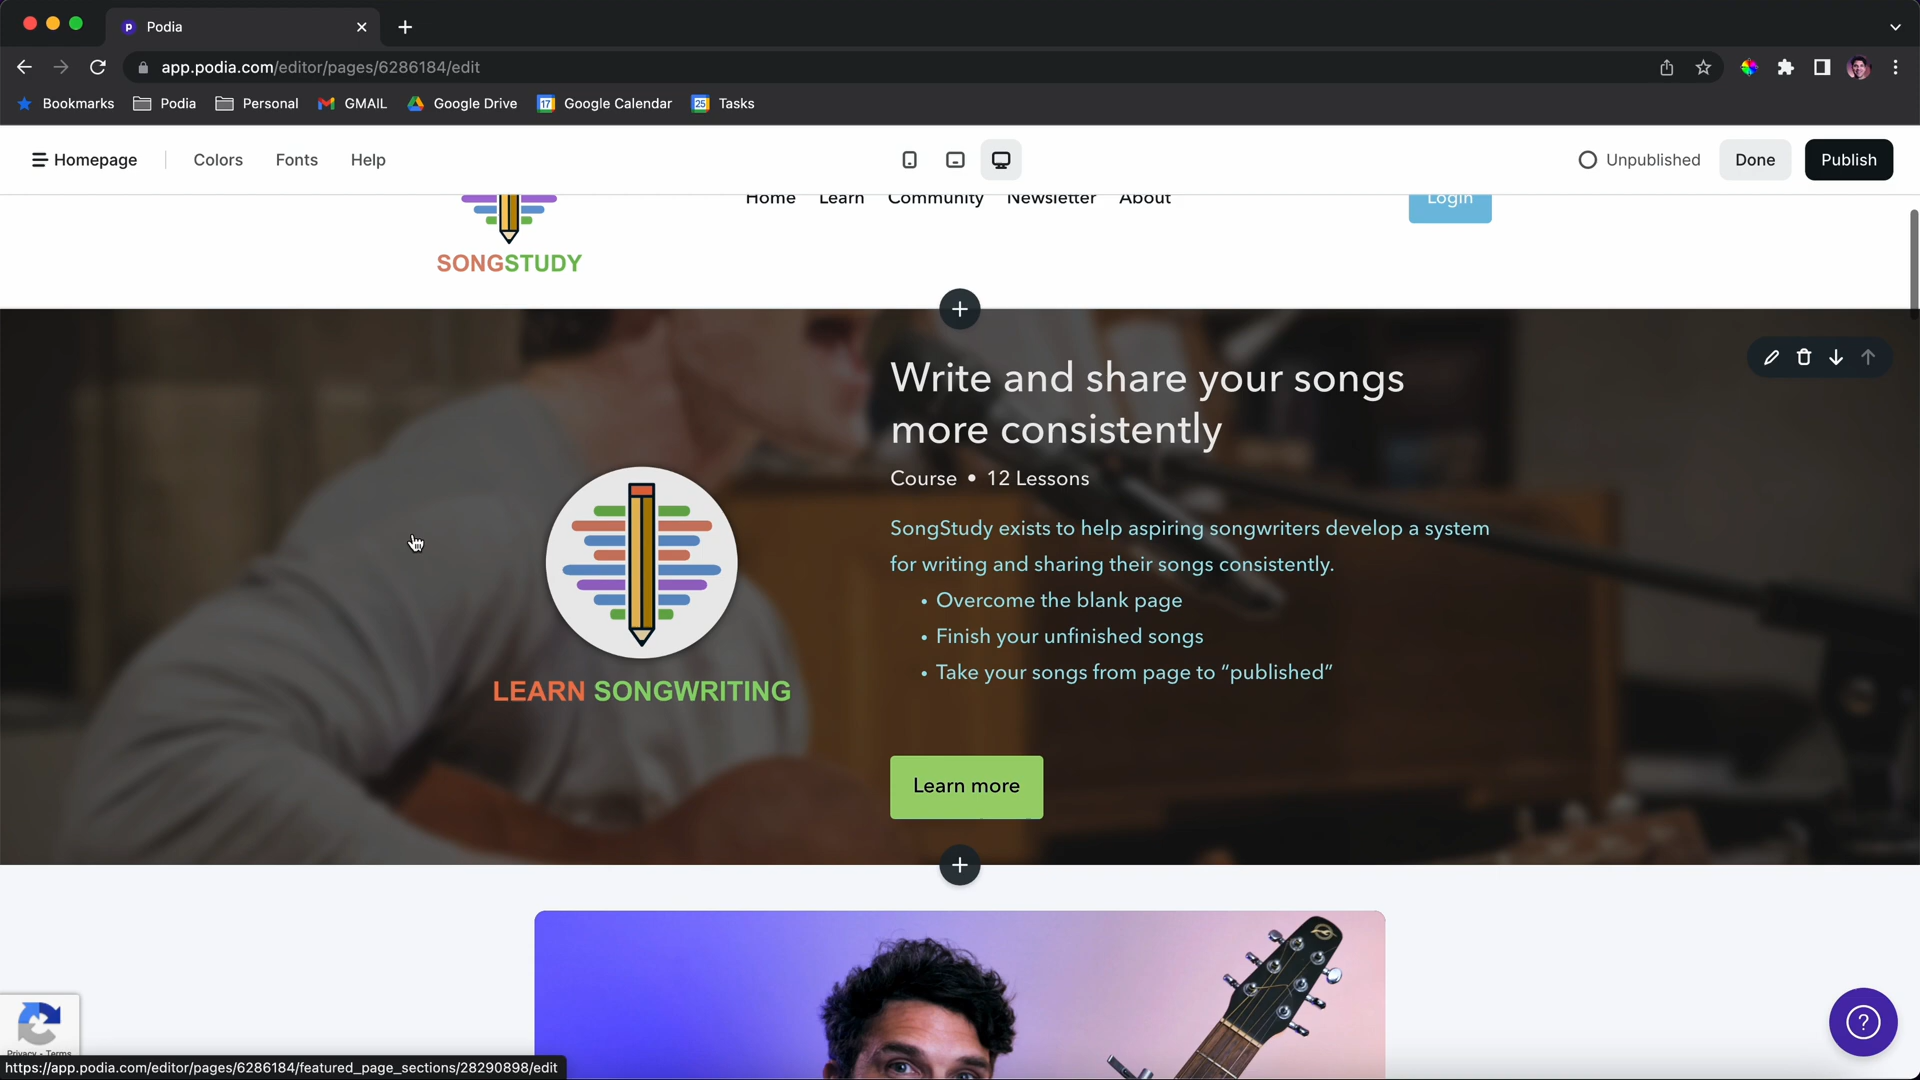 Podia
app.podia.com/editor/pages/6286184/edit
Bookmarks Podia Personal GMAIL 17 Google Drive Google Calendar 25 Tasks
Homepage Colors Fonts Help Unpublished Done Publish
Home Learn Community Newsletter About Login
SONGSTUDY
Write and share your songs
more consistently
Course • 12 Lessons
SongStudy exists to help aspiring songwriters develop a system
for writing and sharing their songs consistently.
• Overcome the blank page
• Finish your unfinished songs
• Take your songs from page to “published”
LEARN SONGWRITING
Learn more
Privacy - Terms
https://app.podia.com/editor/pages/6286184/featured_page_sections/28290898/edit